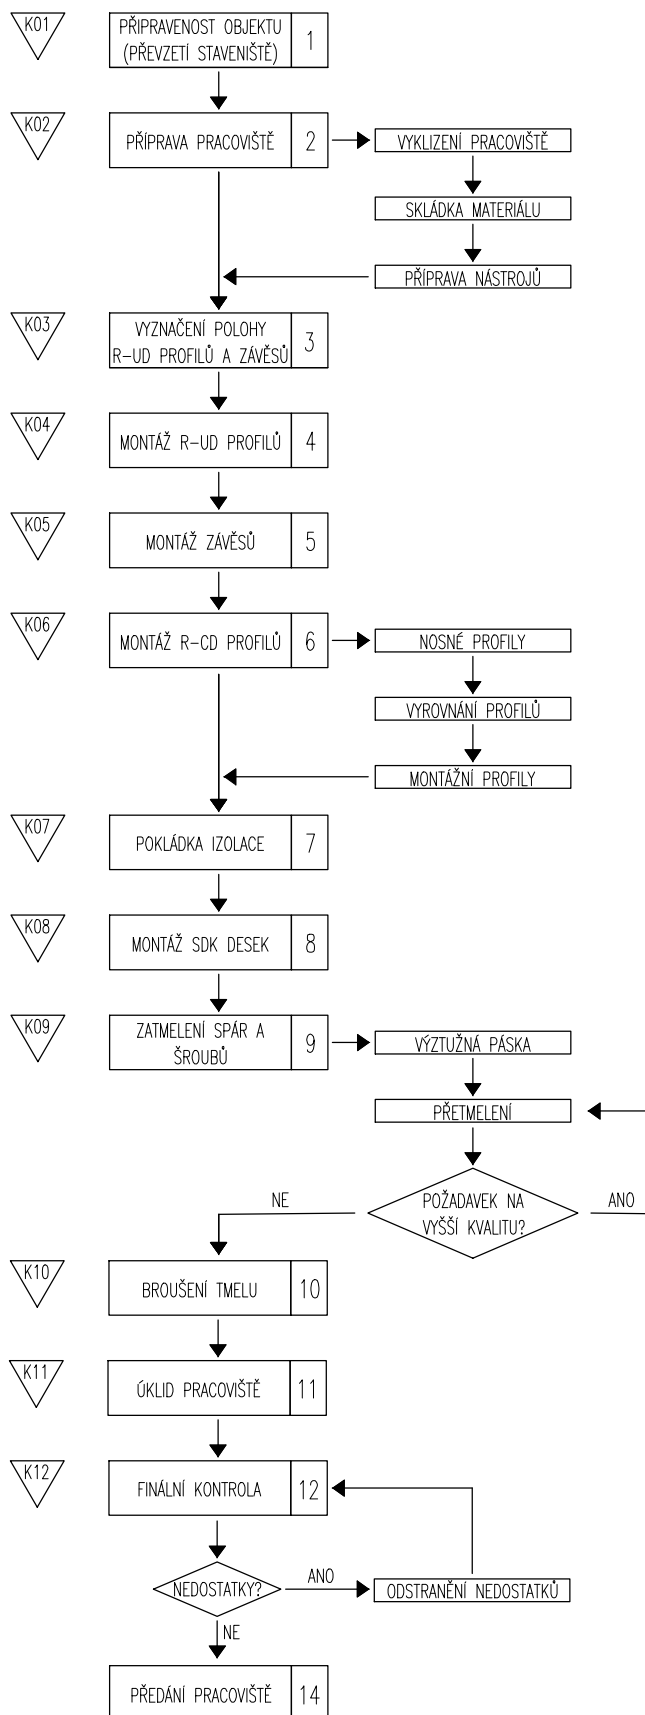 K01
PŘIPRAVENOST OBJEKTU
(PŘEVZETÍ STAVENIŠTĚ)
1
K02
PŘÍPRAVA PRACOVIŠTĚ
2
VYKLIZENÍ PRACOVIŠTĚ
SKLÁDKA MATERIÁLU
PŘÍPRAVA NÁSTROJŮ
K03
VYZNAČENÍ POLOHY
R-UD PROFILŮ A ZÁVĚSŮ
3
K04
MONTÁŽ R-UD PROFILŮ
4
K05
MONTÁŽ ZÁVĚSŮ
5
K06
MONTÁŽ R-CD PROFILŮ
6
NOSNÉ PROFILY
VYROVNÁNÍ PROFILŮ
MONTÁŽNÍ PROFILY
K07
POKLÁDKA IZOLACE
7
K08
MONTÁŽ SDK DESEK
8
K09
ZATMELENÍ SPÁR A
ŠROUBŮ
9
VÝZTUŽNÁ PÁSKA
PŘETMELENÍ
POŽADAVEK NA
VYŠŠÍ KVALITU?
NE
ANO
K10
BROUŠENÍ TMELU
10
K11
ÚKLID PRACOVIŠTĚ
11
K12
FINÁLNÍ KONTROLA
12
NEDOSTATKY?
ANO
ODSTRANĚNÍ NEDOSTATKŮ
NE
PŘEDÁNÍ PRACOVIŠTĚ
14